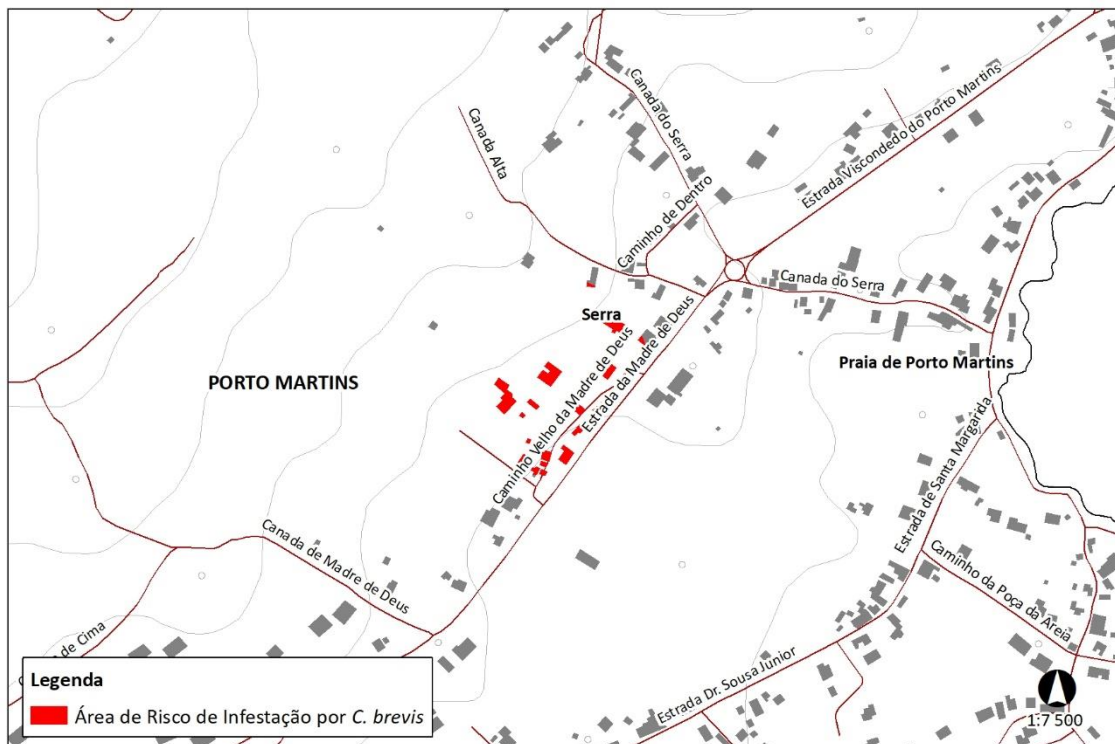 Canada do Serra
Estrada Viscondedo do Porto Martins
Canada Alta
Caminho de Dentro
Canada do Serra
Serra
Praia de Porto Martins
PORTO MARTINS
Caminho Velho da Madre de Deus
Estrada da Madre de Deus
Estrada de Santa Margarida
Canada de Madre de Deus
Caminho da Poça da Areia
de Cima
Estrada Dr. Sousa Junior
Legenda
Área de Risco de Infestação por C. brevis
1:7 500